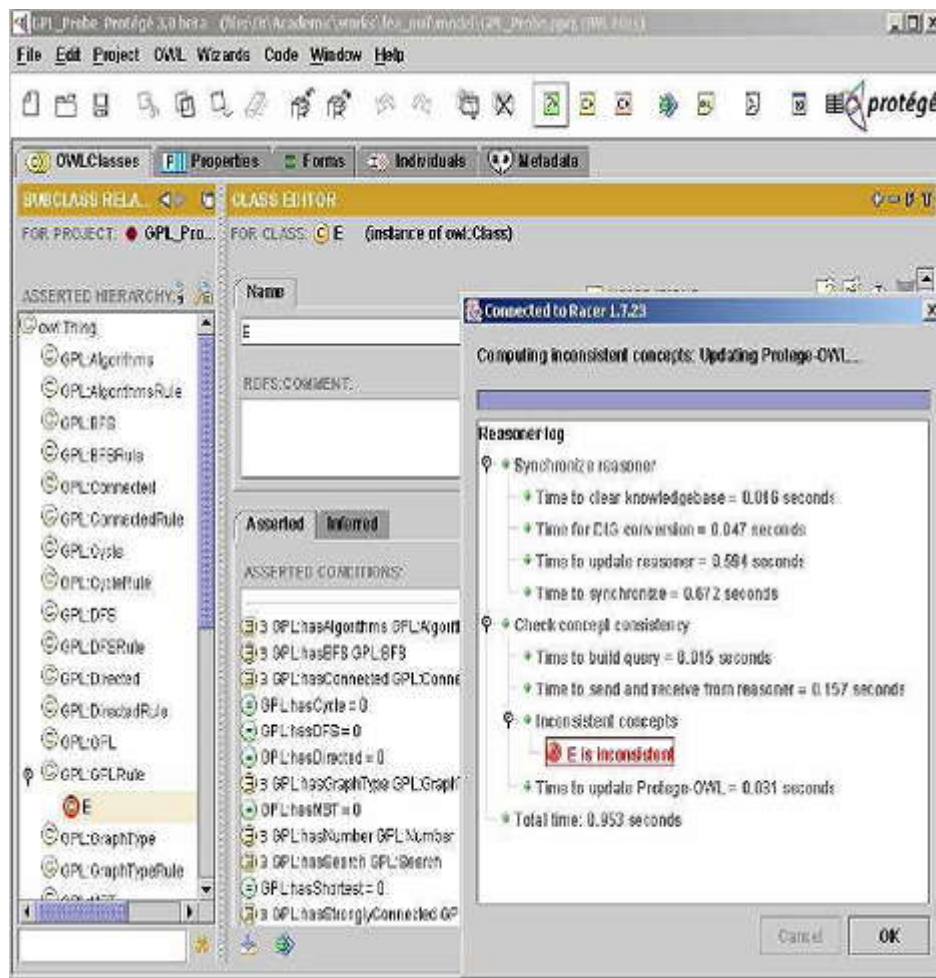 GPL_Probe Protégé 3.0 beta
File Edit Project OWL Wizards Code Window Help
protégé
OWLClasses Properties Forms Individuals Metadata
SUBCLASS RELA... CLASS EDITOR
FOR PROJECT: GPL_Pro... FOR CLASS: E (instance of owl:Class)
ASSERTED HIERARCHY
owl:Thing
GPL:Algorithms
GPL:AlgorithmsRule
GPL:BFS
GPL:BFSRule
GPL:Connected
GPL:ConnectedRule
GPL:Cycle
GPL:CycleRule
GPL:DFS
GPL:DFSRule
GPL:Directed
GPL:DirectedRule
GPL:GPL
GPL:GPLRule
E
GPL:GraphType
GPL:GraphTypeRule
GPL:MST
Name
E
RDFS:COMMENT:
Asserted Inferred
ASSERTED CONDITIONS:
∃ GPL:hasAlgorithms GPL:Algorit
∃ GPL:hasBFS GPL:BFS
∃ GPL:hasConnected GPL:Conne
GPL:hasCycle = 0
GPL:hasDFS = 0
GPL:hasDirected = 0
∃ GPL:hasGraphType GPL:Graph
GPL:hasMST = 0
∃ GPL:hasNumber GPL:Number
∃ GPL:hasSearch GPL:Search
GPL:hasShortest = 0
∃ GPL:hasStronglyConnected GP
Connected to Racer 1.7.23
Computing inconsistent concepts: Updating Protege-OWL...
Reasoner log
Synchronize reasoner
Time to clear knowledgebase = 0.016 seconds
Time for DIG conversion = 0.047 seconds
Time to update reasoner = 0.594 seconds
Time to synchronize = 0.672 seconds
Check concept consistency
Time to build query = 0.015 seconds
Time to send and receive from reasoner = 0.157 seconds
Inconsistent concepts
E is inconsistent
Time to update Protege-OWL = 0.031 seconds
Total time: 0.953 seconds
Cancel OK